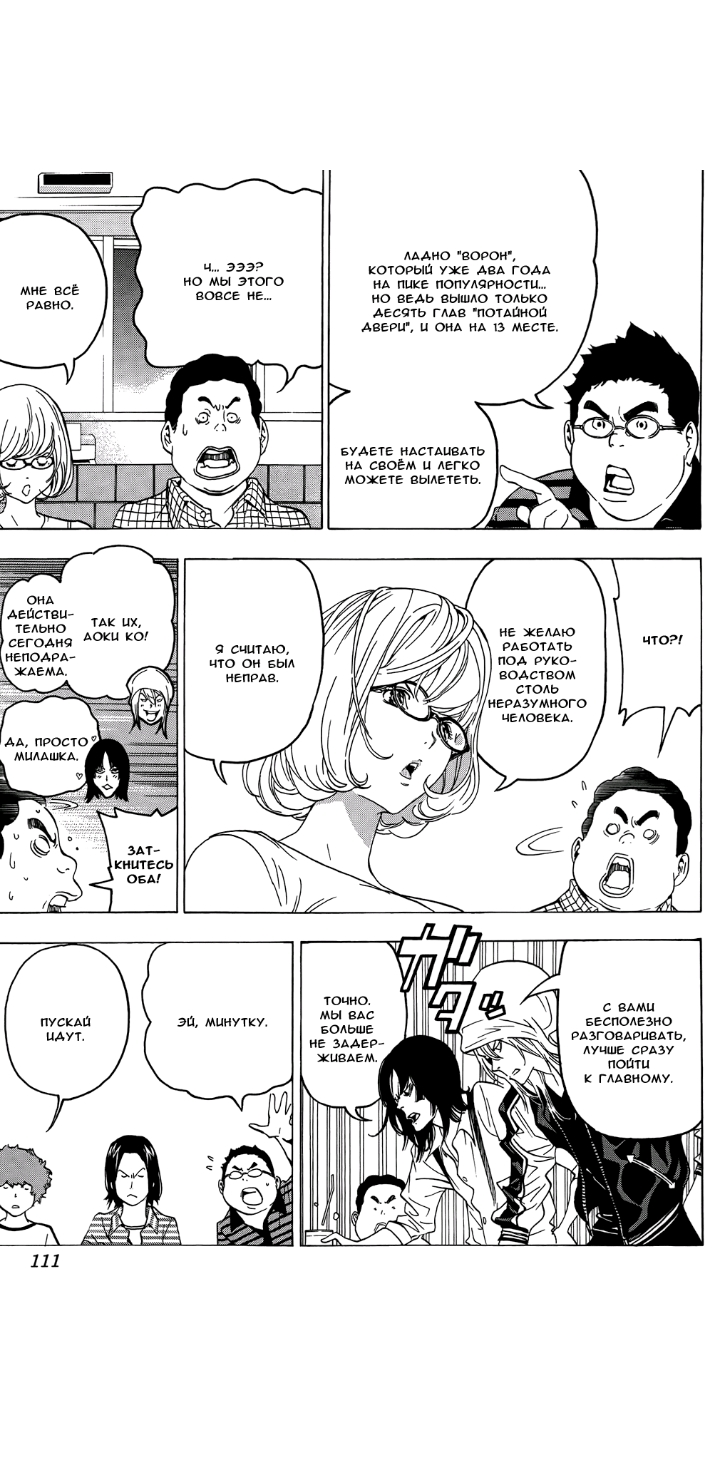 ЛАДНО "ВОРОН",
КОТОРЫЙ УЖЕ ДВА ГОДА
НА ПИКЕ ПОПУЛЯРНОСТИ...
НО ВЕДЬ ВЫШЛО ТОЛЬКО
ДЕСЯТЬ ГЛАВ "ПОТАЙНОЙ
ДВЕРИ", И ОНА НА 13 МЕСТЕ.
БУДЕТЕ НАСТАИВАТЬ
НА СВОЁМ И ЛЕГКО
МОЖЕТЕ ВЫЛЕТЕТЬ.
Ч... ЭЭЭ?
НО МЫ ЭТОГО
ВОВСЕ НЕ...
МНЕ ВСЁ
РАВНО.
ЧТО?!
НЕ ЖЕЛАЮ
РАБОТАТЬ
ПОД РУКО-
ВОДСТВОМ
СТОЛЬ
НЕРАЗУМНОГО
ЧЕЛОВЕКА.
Я СЧИТАЮ,
ЧТО ОН БЫЛ
НЕПРАВ.
ТАК ИХ,
АОКИ КО!
ОНА
ДЕЙСТВИ-
ТЕЛЬНО
СЕГОДНЯ
НЕПОДРА-
ЖАЕМА.
ДА, ПРОСТО
МИЛАШКА.
ЗАТ-
КНИТЕСЬ
ОБА!
С ВАМИ
БЕСПОЛЕЗНО
РАЗГОВАРИВАТЬ,
ЛУЧШЕ СРАЗУ
ПОЙТИ
К ГЛАВНОМУ.
ガタッ
ТОЧНО.
МЫ ВАС
БОЛЬШЕ
НЕ ЗАДЕР-
ЖИВАЕМ.
ЭЙ, МИНУТКУ.
ПУСКАЙ
ИДУТ.
111